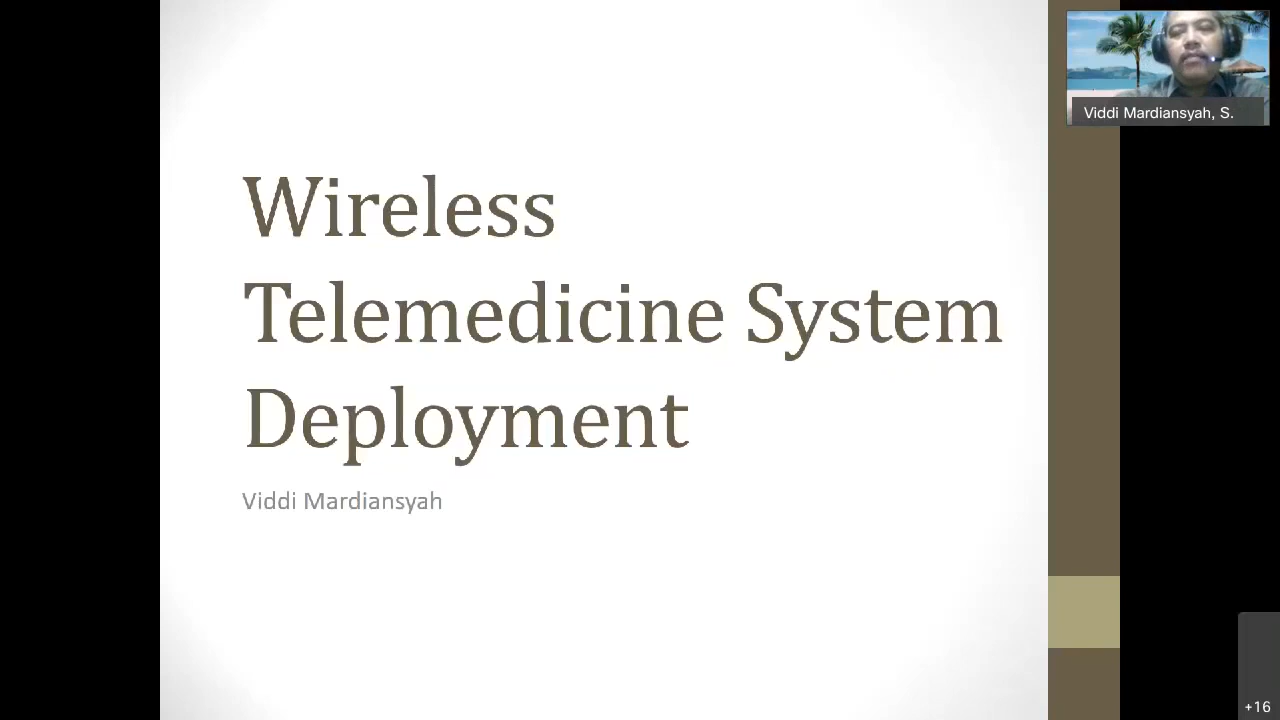 Wireless
Telemedicine System
Deployment
Viddi Mardiansyah
Viddi Mardiansyah, S.
+16